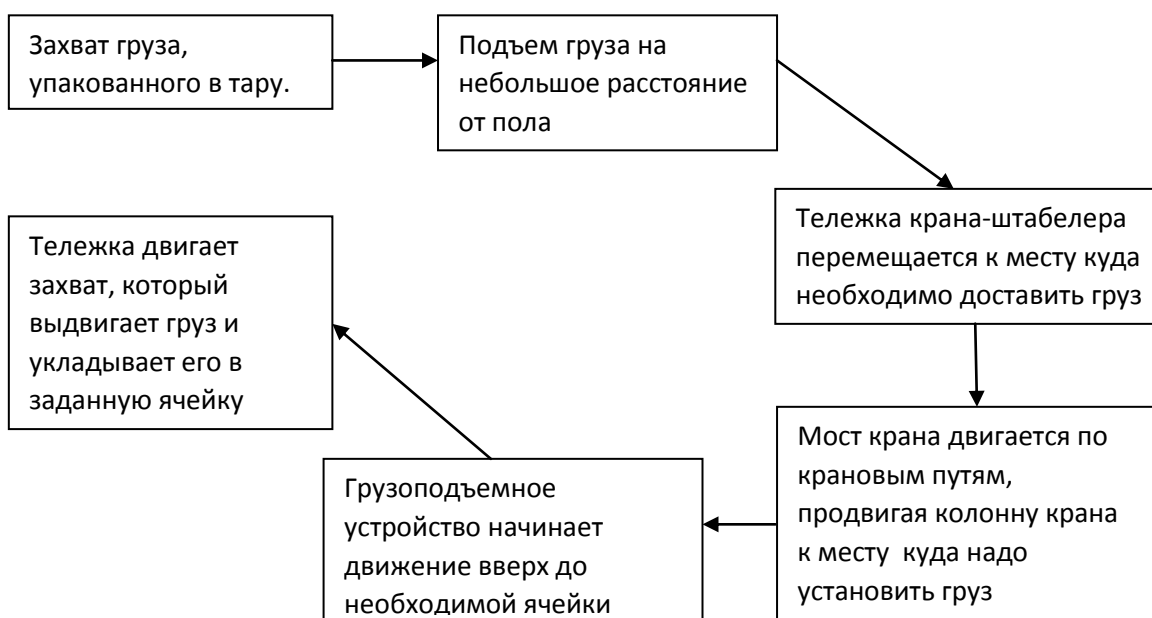 Захват груза,
упакованного в тару.
Подъем груза на
небольшое расстояние
от пола
Тележка крана-штабелера
перемещается к месту куда
необходимо доставить груз
Мост крана двигается по
крановым путям,
продвигая колонну крана
к месту  куда надо
установить груз
Грузоподъемное
устройство начинает
движение вверх до
необходимой ячейки
Тележка двигает
захват, который
выдвигает груз и
укладывает его в
заданную ячейку